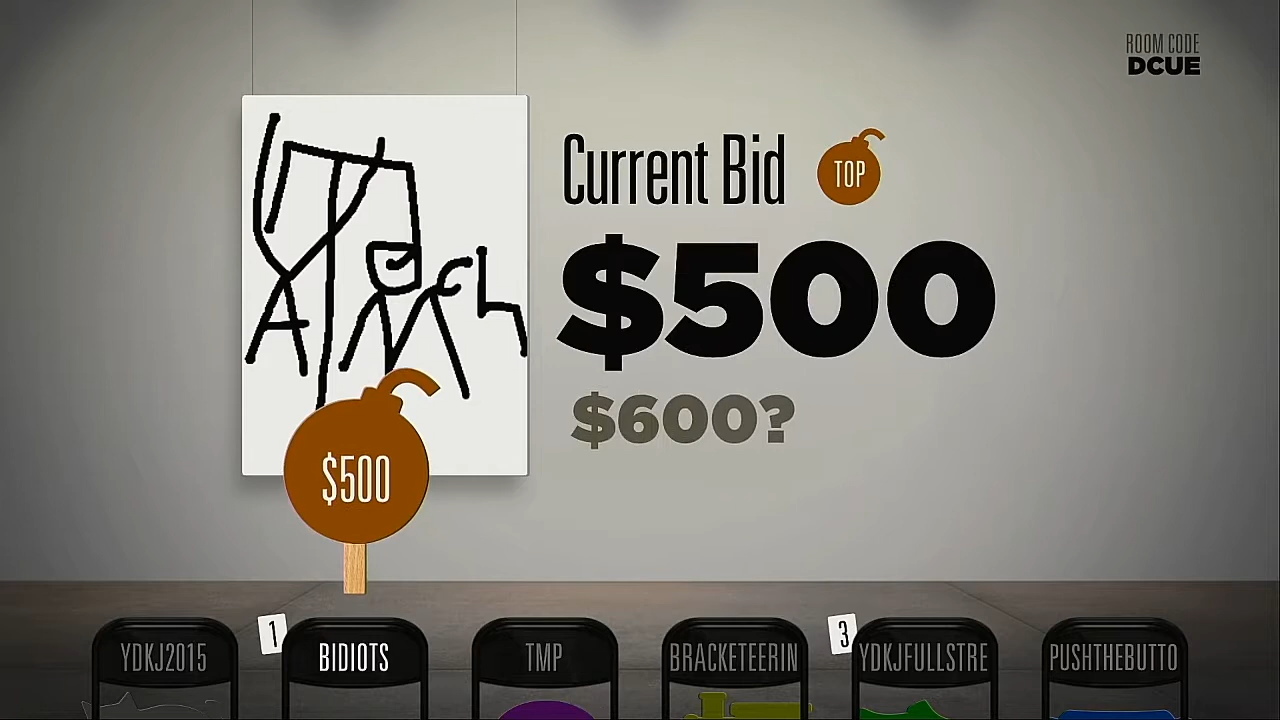 ROOM CODE
DCUE
Current Bid TOP
$500
$600?
$500
1 3
YDKJ2015 BIDIOTS TMP BRACKETEERIN YDKJFULLSTRE PUSHTHEBUTTO